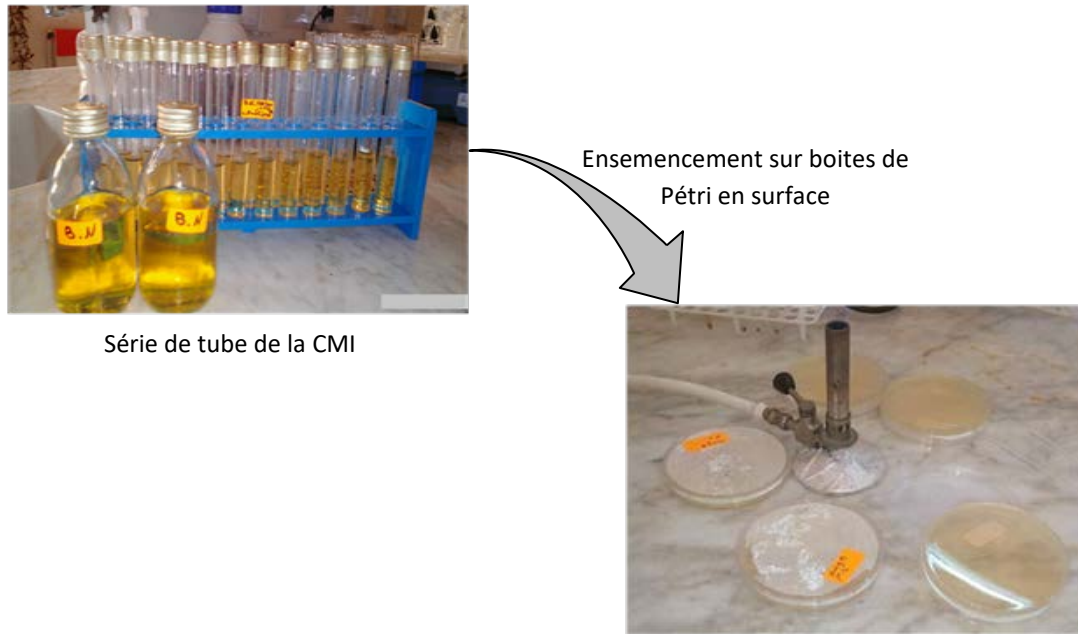 B.N
B.N
Ensemencement sur boites de
Pétri en surface
Série de tube de la CMI